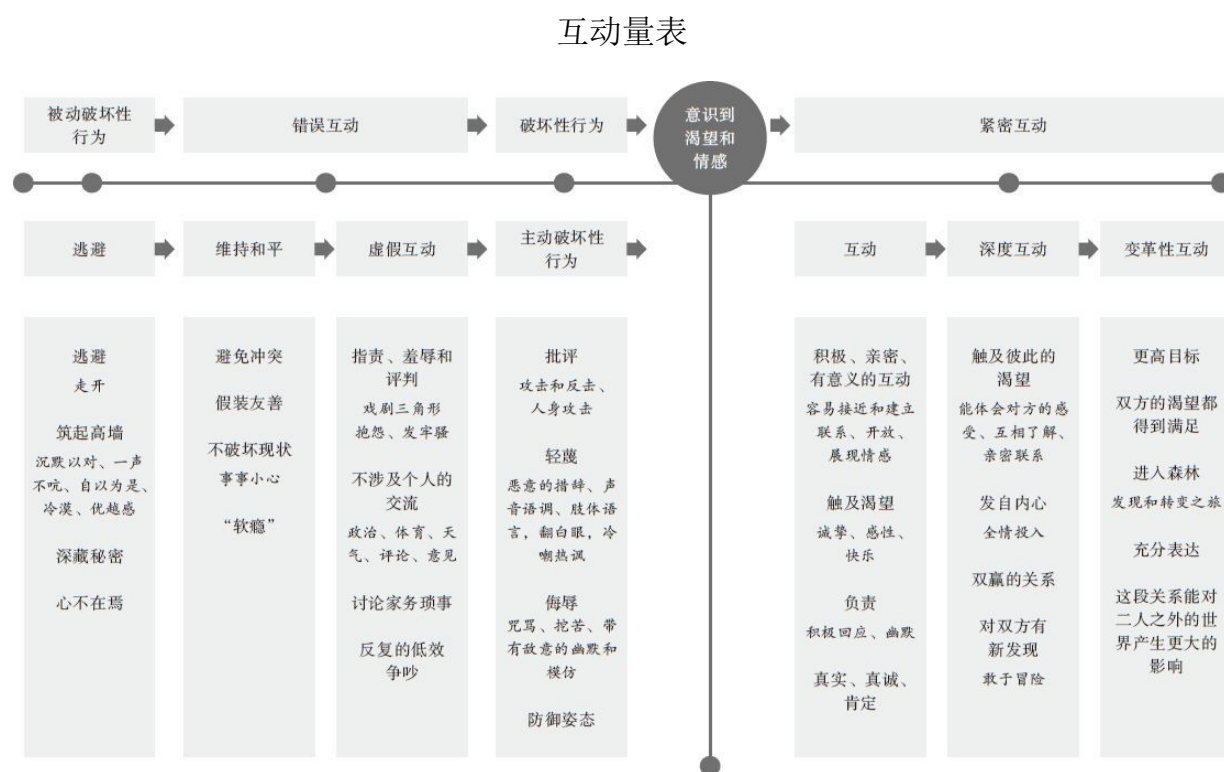 互动量表
被动破坏性
行为
错误互动
破坏性行为
意识到
渴望和
情感
紧密互动
逃避
维持和平
虚假互动
主动破坏性
行为
互动
深度互动
变革性互动
逃避
走开
筑起高墙
沉默以对、一声
不吭、自以为是、
冷漠、优越感
深藏秘密
心不在焉
避免冲突
假装友善
不破坏现状
事事小心
“软瘾”
指责、羞辱和
评判
戏剧三角形
抱怨、发牢骚
不涉及个人的
交流
政治、体育、天
气、评论、意见
讨论家务琐事
反复的低效
争吵
批评
攻击和反击、
人身攻击
轻蔑
恶意的措辞、声
音语调、肢体语
言，翻白眼，冷
嘲热讽
侮辱
咒骂、挖苦、带
有敌意的幽默和
模仿
防御姿态
积极、亲密、
有意义的互动
容易接近和建立
联系、开放、
展现情感
触及渴望
诚挚、感性、
快乐
负责
积极回应、幽默
真实、真诚、
肯定
触及彼此的
渴望
能体会对方的感
受、互相了解、
亲密联系
发自内心
全情投入
双赢的关系
对双方有
新发现
敢于冒险
更高目标
双方的渴望都
得到满足
进入森林
发现和转变之旅
充分表达
这段关系能对
二人之外的世
界产生更大的
影响